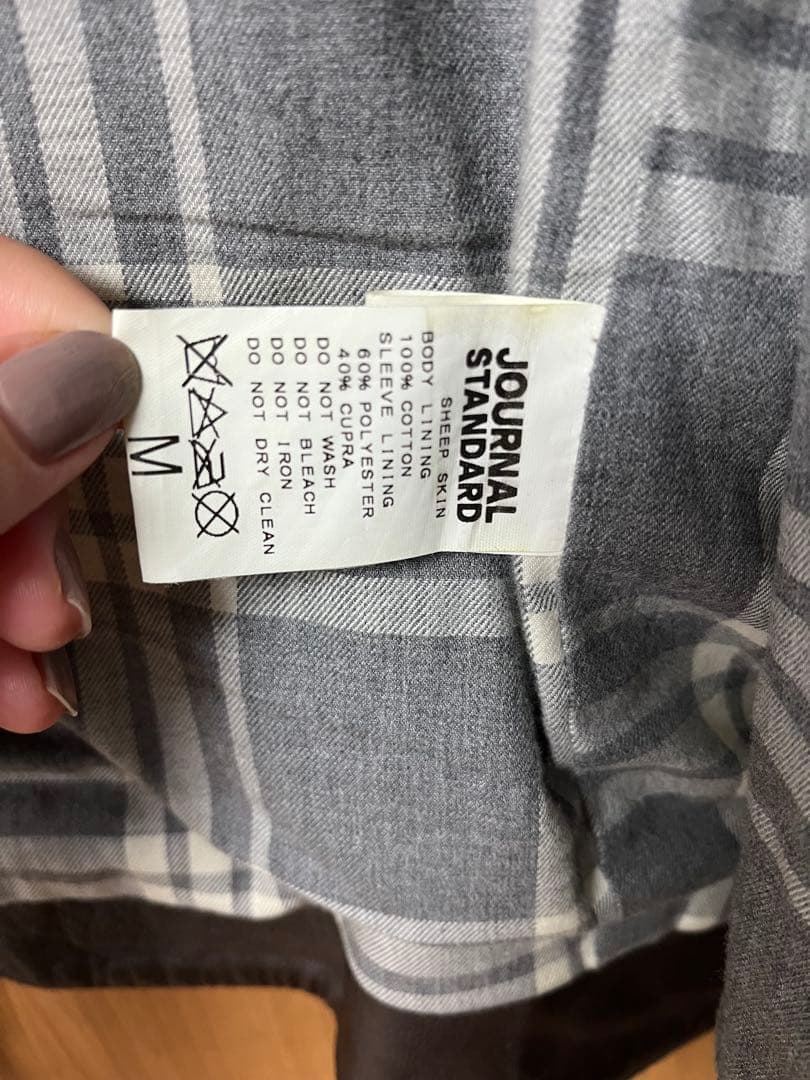 JOURNAL
STANDARD
SHEEP SKIN
BODY LINING
100% COTTON
SLEEVE LINING
60% POLYESTER
40% CUPRA
DO NOT WASH
DO NOT BLEACH
DO NOT IRON
DO NOT DRY CLEAN
M